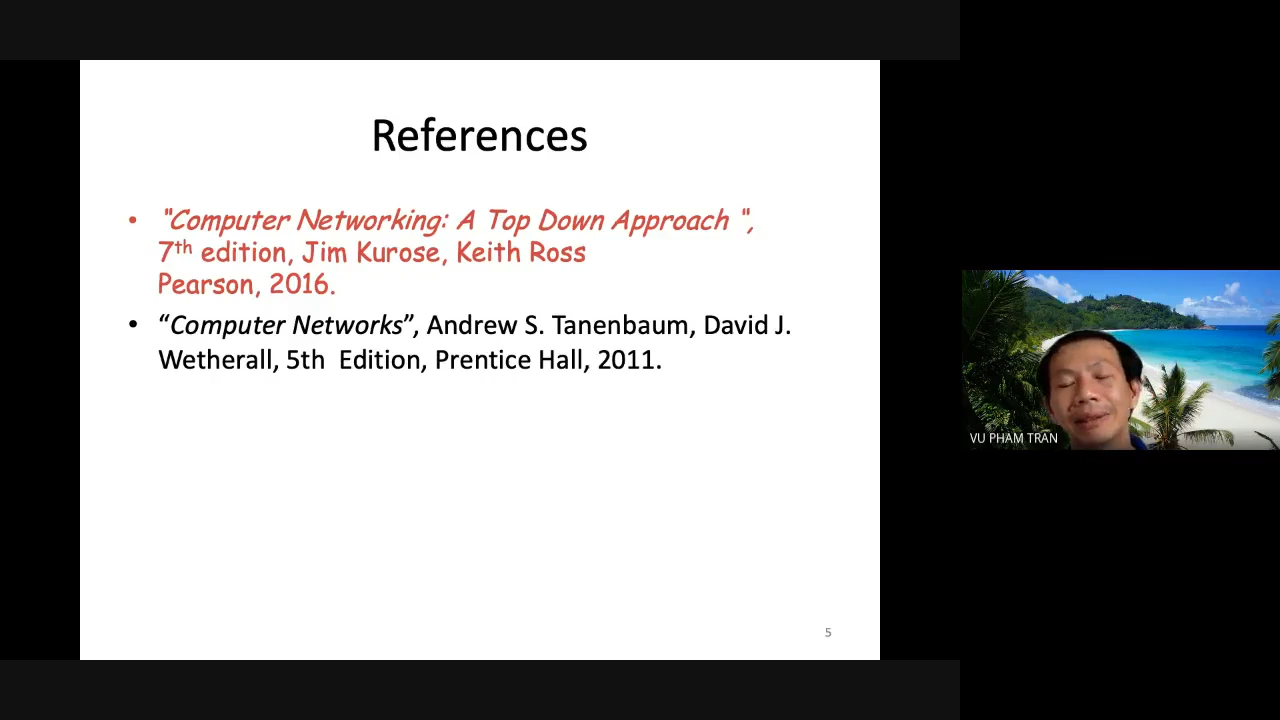 References
• "Computer Networking: A Top Down Approach ",
7th edition, Jim Kurose, Keith Ross
Pearson, 2016.
• “Computer Networks”, Andrew S. Tanenbaum, David J.
Wetherall, 5th  Edition, Prentice Hall, 2011.
VU PHAM TRAN
5